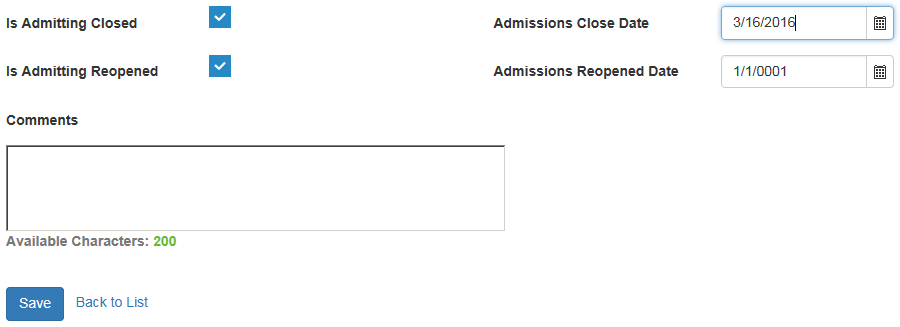 Is Admitting Closed Admissions Close Date 3/16/2016
Is Admitting Reopened Admissions Reopened Date 1/1/0001
Comments
Available Characters: 200
Save Back to List